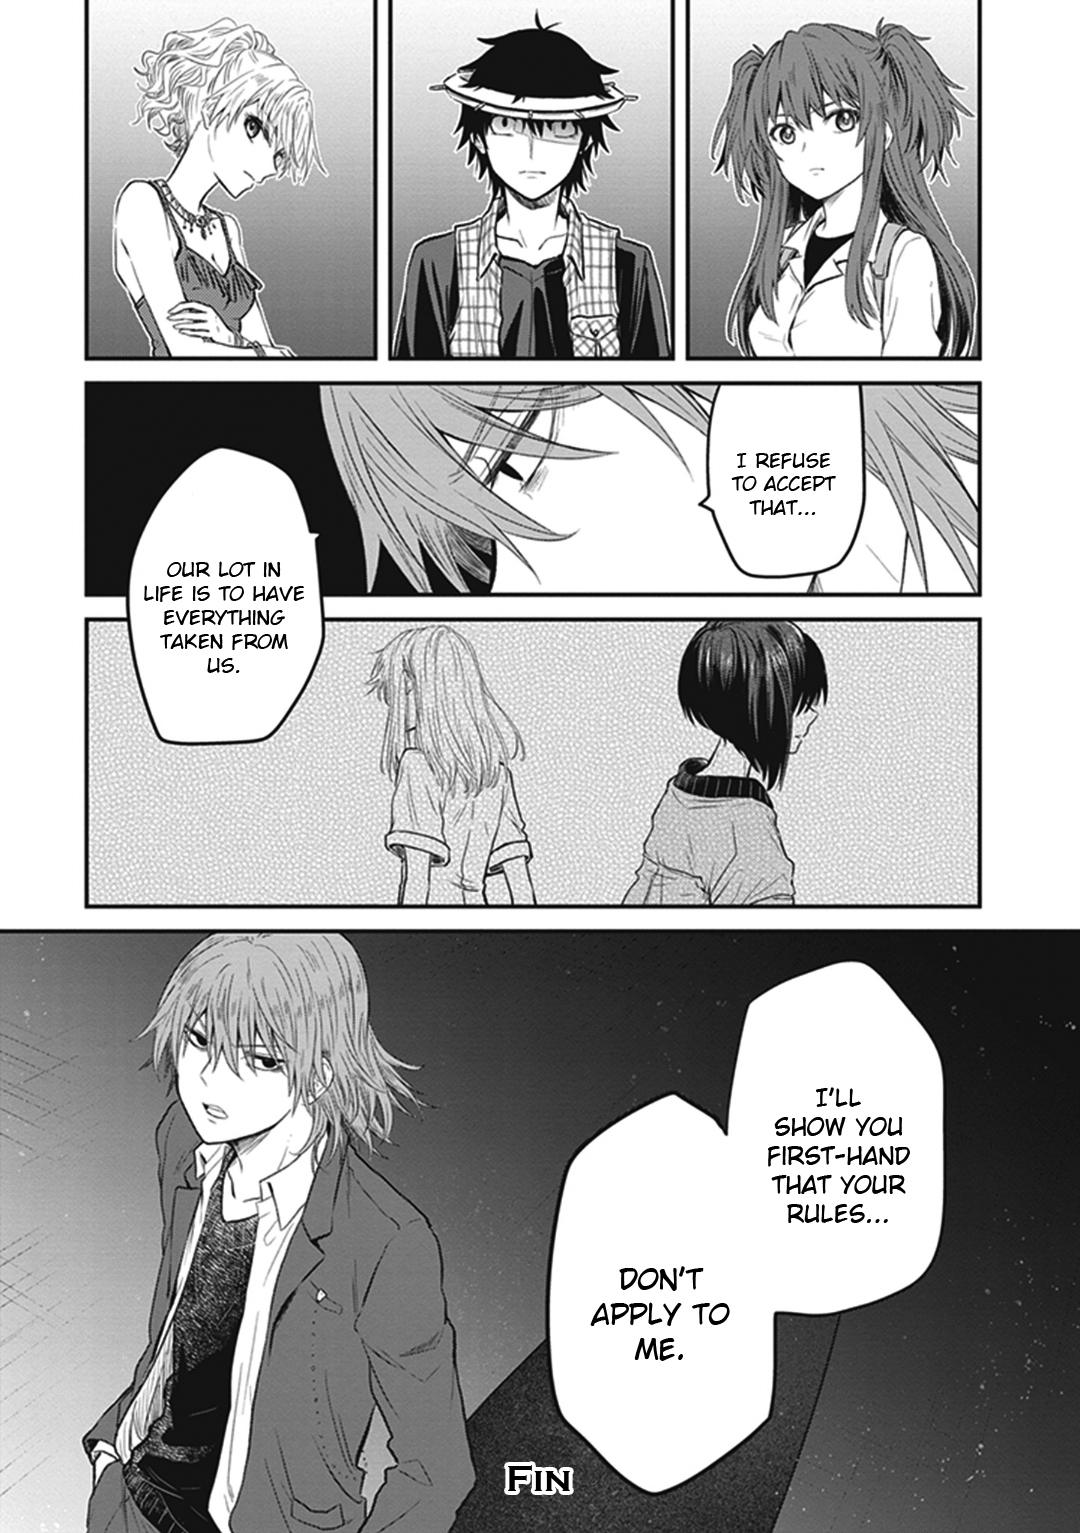 I REFUSE
TO ACCEPT
THAT...
OUR LOT IN
LIFE IS TO HAVE
EVERYTHING
TAKEN FROM
US.
I'LL
SHOW YOU
FIRST-HAND
THAT YOUR
RULES...
DON'T
APPLY TO
ME.
FIN